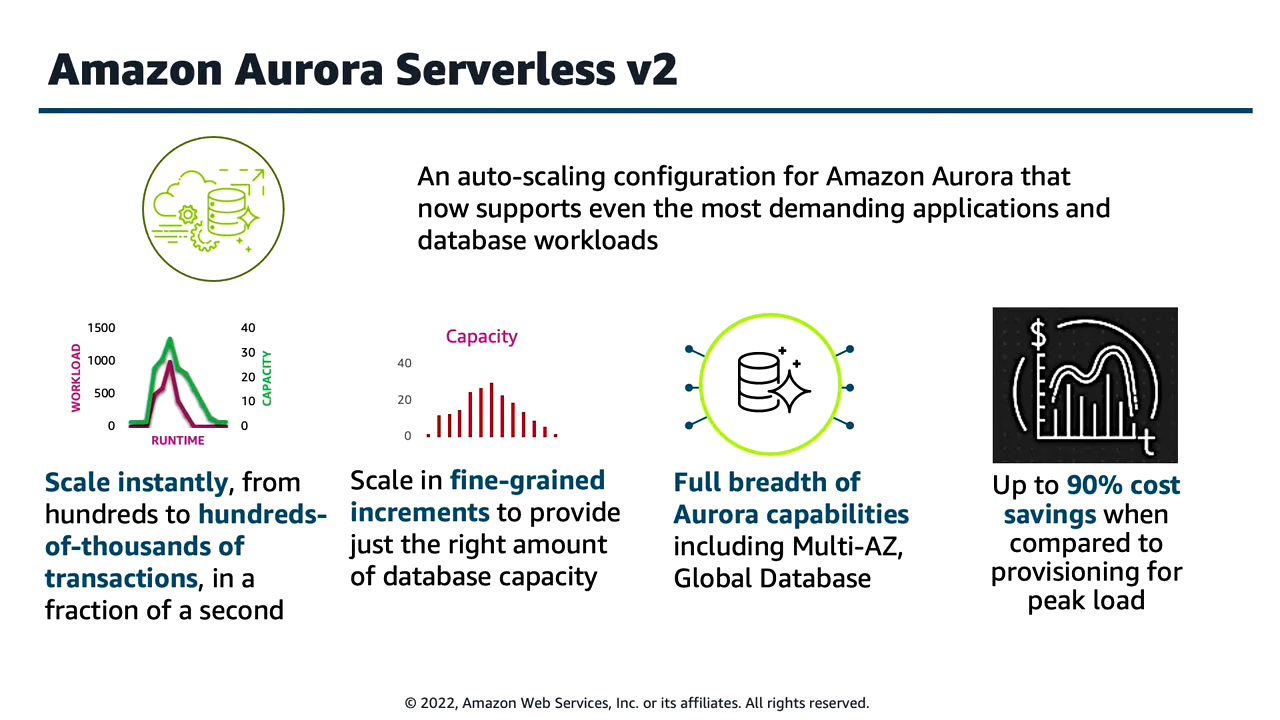 Amazon Aurora Serverless v2
An auto-scaling configuration for Amazon Aurora that
now supports even the most demanding applications and
database workloads
1500
1000
500
0
WORKLOAD
40
30
20
10
0
CAPACITY
RUNTIME
Scale instantly, from
hundreds to hundreds-
of-thousands of
transactions, in a
fraction of a second
Capacity
40
20
0
Scale in fine-grained
increments to provide
just the right amount
of database capacity
Full breadth of
Aurora capabilities
including Multi-AZ,
Global Database
$
t
Up to 90% cost
savings when
compared to
provisioning for
peak load
© 2022, Amazon Web Services, Inc. or its affiliates. All rights reserved.